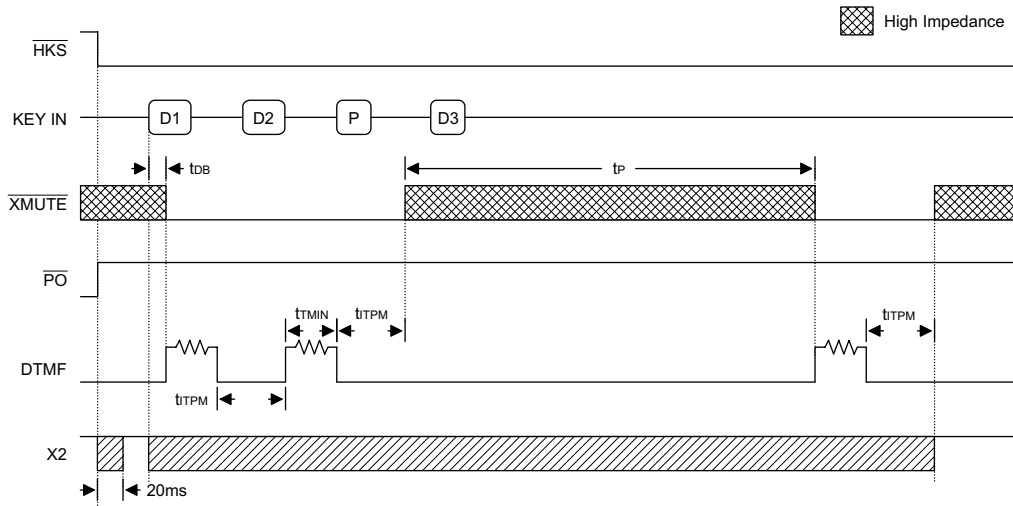 High Impedance
HKS
KEY IN D1 D2 P D3
tDB tP
XMUTE
PO
tTMIN tITPM tITPM
DTMF
tITPM
X2
20ms